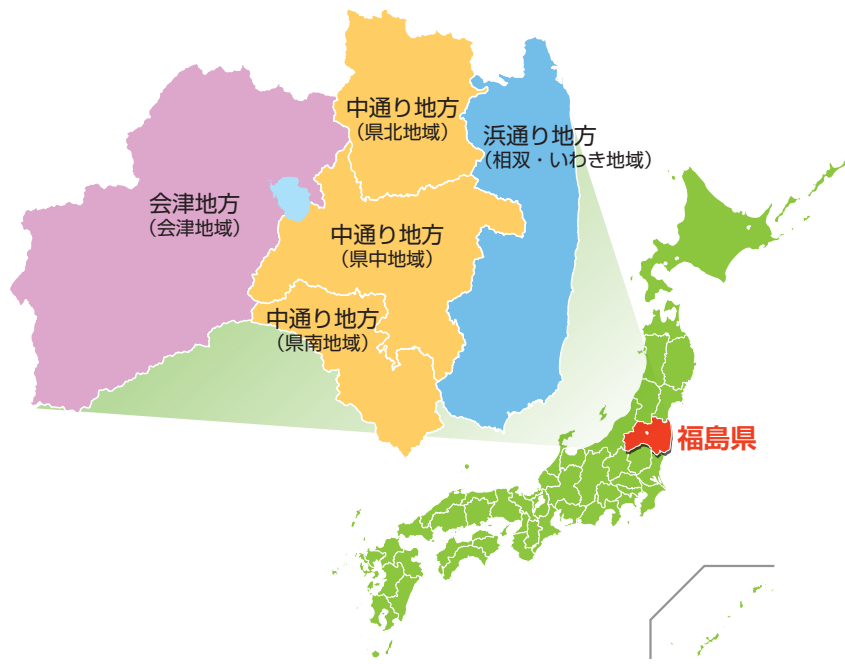 中通り地方
（県北地域）
浜通り地方
（相双・いわき地域）
会津地方
（会津地域）
中通り地方
（県中地域）
中通り地方
（県南地域）
福島県